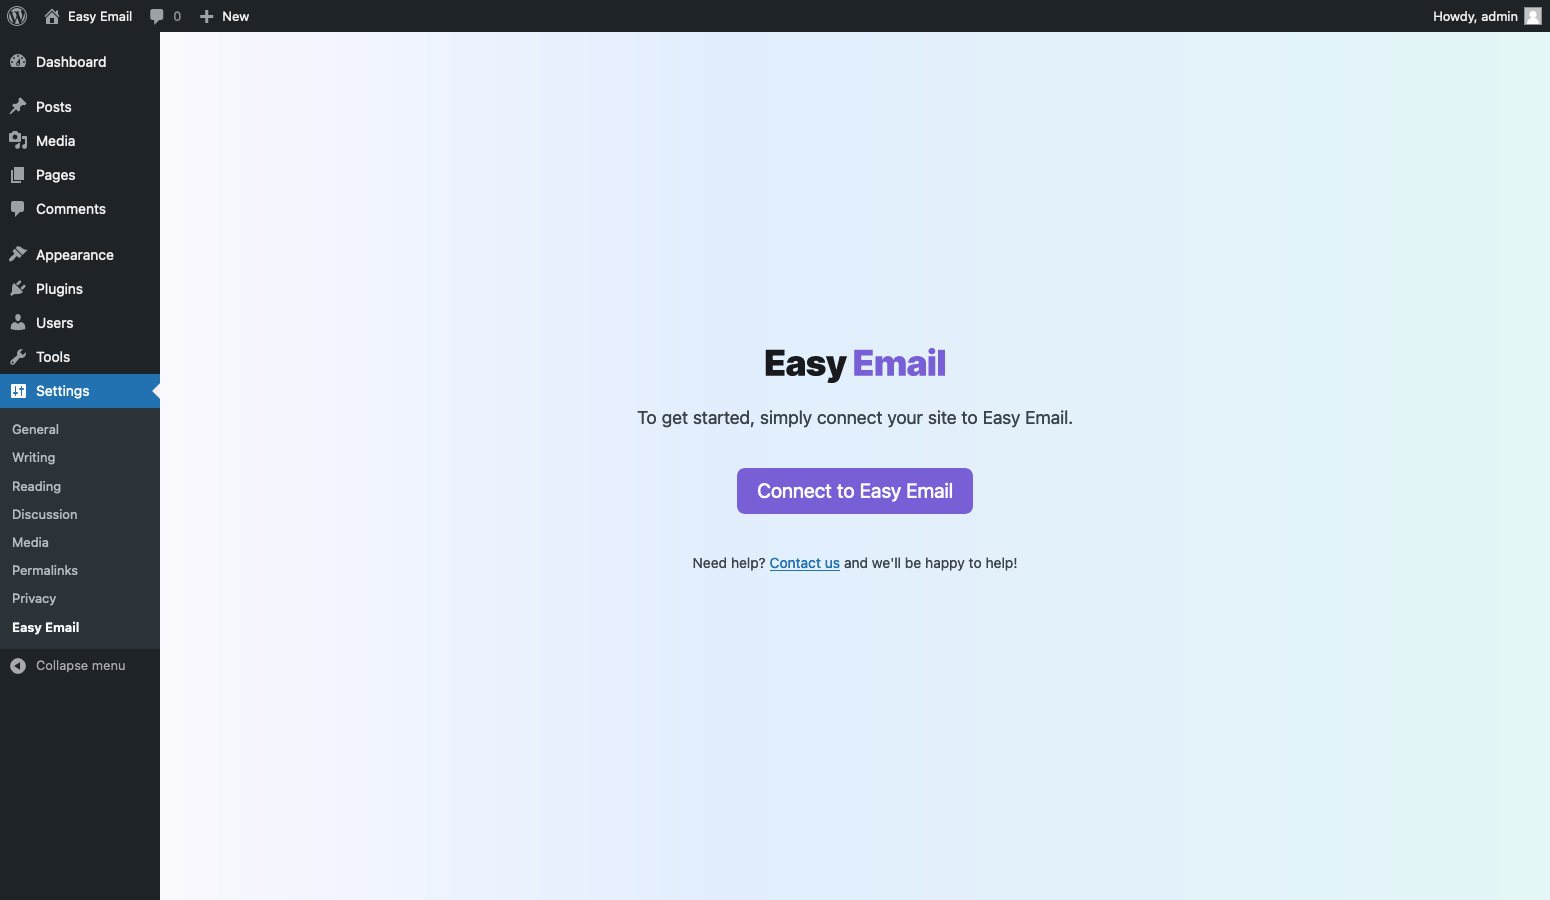 Easy Email
0
New
Howdy, admin
Dashboard
Posts
Media
Pages
Comments
Appearance
Plugins
Users
Tools
Settings
General
Writing
Reading
Discussion
Media
Permalinks
Privacy
Easy Email
Collapse menu
Easy Email
To get started, simply connect your site to Easy Email.
Connect to Easy Email
Need help? Contact us and we'll be happy to help!